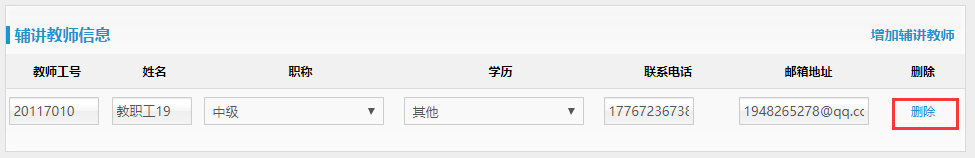 辅讲教师信息 增加辅讲教师
教师工号 姓名 职称 学历 联系电话 邮箱地址 删除
20117010 教职工19 中级 其他 17767236738 1948265278@qq.cc 删除